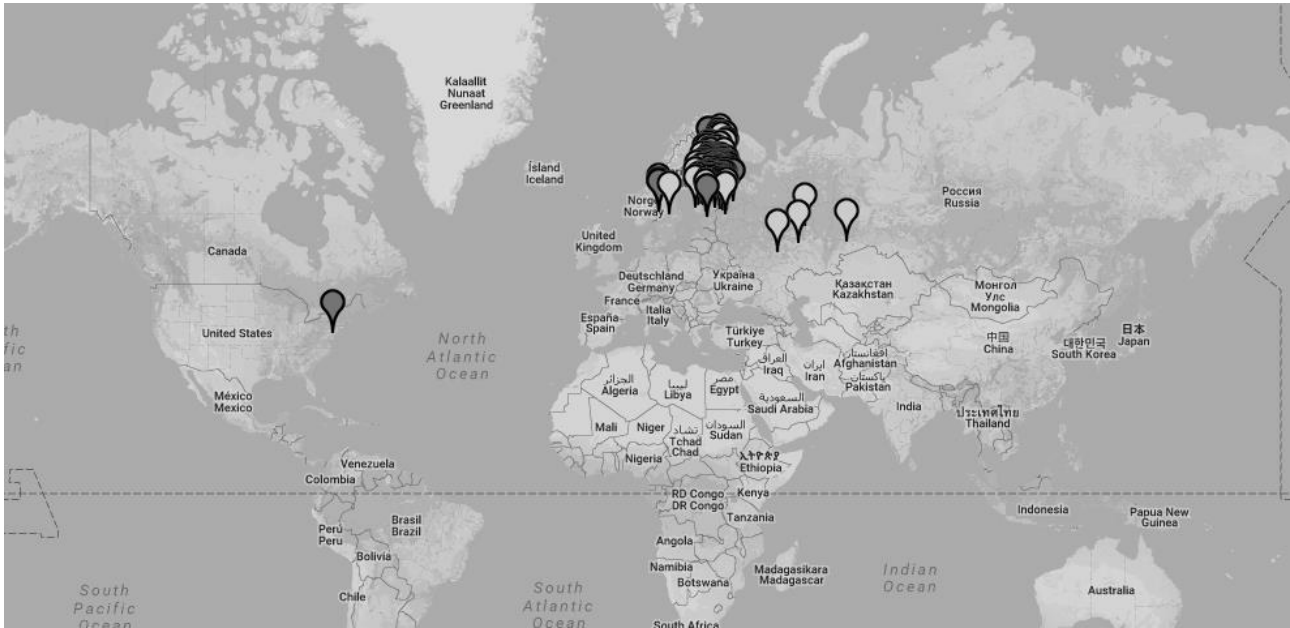 Kalaallit
Nunaat
Greenland
Ísland
Iceland
Norge
Norway
Россия
Russia
United
Kingdom
Canada
Deutschland
Germany
Україна
Ukraine
Қазақстан
Kazakhstan
Монгол
Улс
Mongolia
France
Italia
Italy
España
Spain
Türkiye
Turkey
中国
China
대한민국
South Korea
日本
Japan
United States
North
Atlantic
Ocean
العراق
Iraq
ایران
Iran
افغانستان
Afghanistan
پاکستان
Pakistan
الجزائر
Algeria
ليبيا
Libya
مصر
Egypt
السعودية
Saudi Arabia
India
ประเทศไทย
Thailand
México
Mexico
Mali
Niger
تشاد
Tchad
Chad
السودان
Sudan
Nigeria
ኢትዮጵያ
Ethiopia
Venezuela
Colombia
RD Congo
DR Congo
Kenya
Tanzania
Indonesia
Papua New
Guinea
Perú
Peru
Brasil
Brazil
Bolivia
Angola
Namibia
Botswana
Madagasikara
Madagascar
Indian
Ocean
Australia
Chile
South
Pacific
Ocean
South
Atlantic
Ocean
South Africa